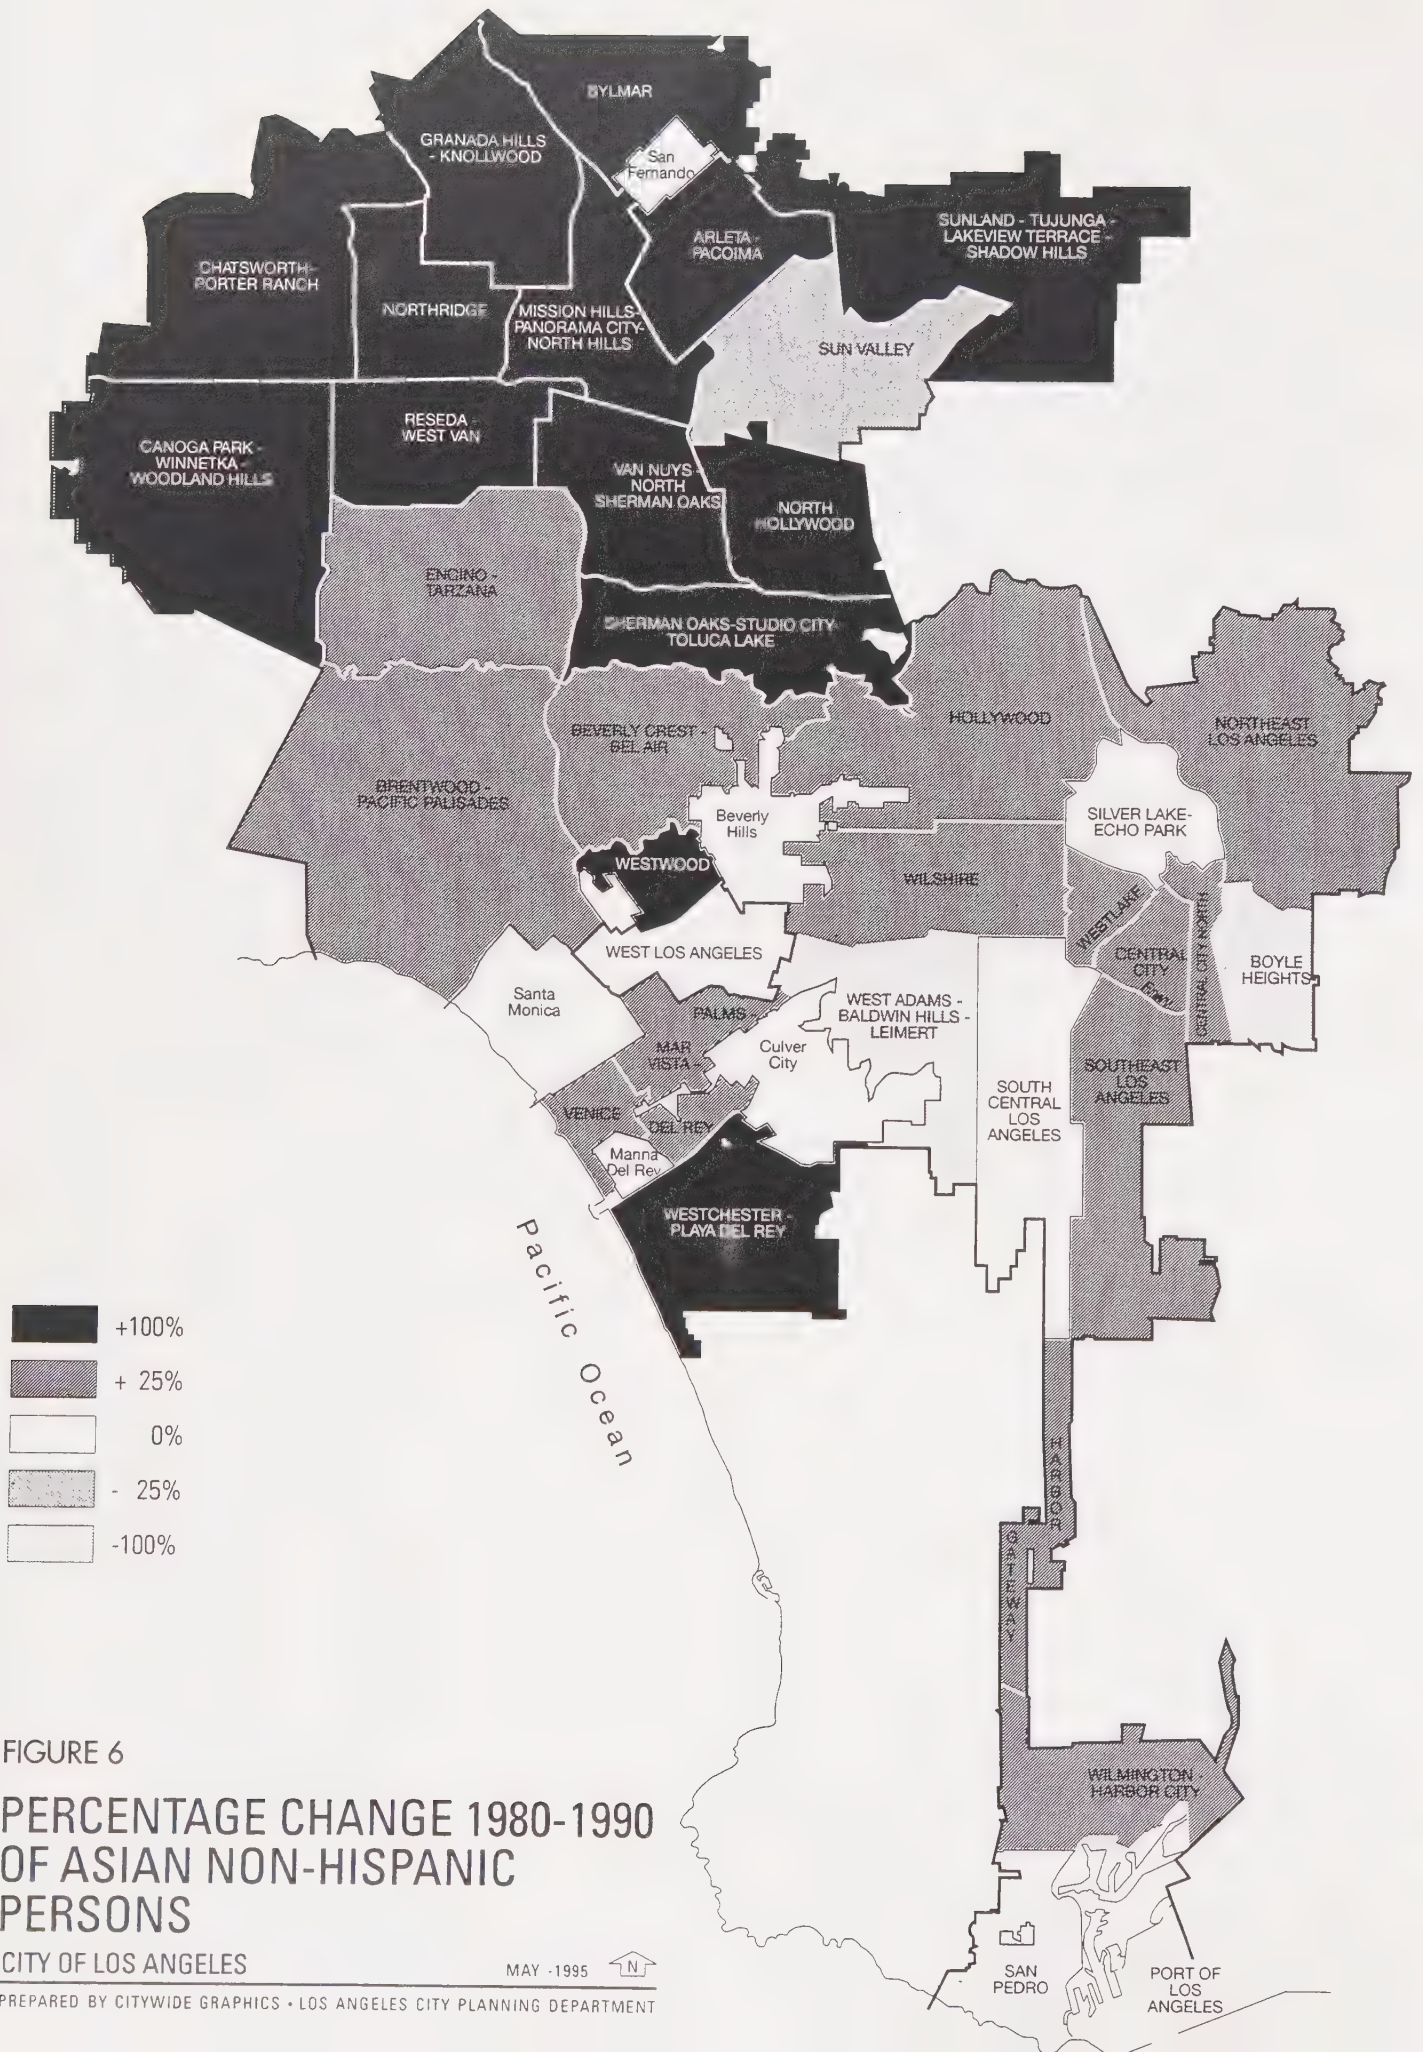 SYLMAR
GRANADA HILLS
- KNOLLWOOD
San
Fernando
SUNLAND - TUJUNGA -
LAKEVIEW TERRACE -
SHADOW HILLS
ARLETA -
PACOIMA
CHATSWORTH-
PORTER RANCH
NORTHRIDGE
MISSION HILLS-
PANORAMA CITY-
NORTH HILLS
SUN VALLEY
RESEDA -
WEST VAN
CANOGA PARK -
WINNETKA -
WOODLAND HILLS
VAN NUYS -
NORTH
SHERMAN OAKS
NORTH
HOLLYWOOD
ENCINO -
TARZANA
SHERMAN OAKS-STUDIO CITY-
TOLUCA LAKE
HOLLYWOOD
NORTHEAST
LOS ANGELES
BEVERLY CREST -
BEL AIR
BRENTWOOD -
PACIFIC PALISADES
Beverly
Hills
SILVER LAKE-
ECHO PARK
WESTWOOD
WILSHIRE
WESTLAKE
CENTRAL
CITY
CENTRAL CITY NORTH
BOYLE
HEIGHTS
WEST LOS ANGELES
Santa
Monica
PALMS -
MAR
VISTA -
DEL REY
WEST ADAMS -
BALDWIN HILLS -
LEIMERT
Culver
City
SOUTH
CENTRAL
LOS
ANGELES
SOUTHEAST
LOS
ANGELES
VENICE
Marina
Del Rey
WESTCHESTER -
PLAYA DEL REY
Pacific Ocean
+100%
+ 25%
0%
- 25%
-100%
HARBOR
GATEWAY
WILMINGTON -
HARBOR CITY
SAN
PEDRO
PORT OF
LOS
ANGELES
FIGURE 6
PERCENTAGE CHANGE 1980-1990
OF ASIAN NON-HISPANIC
PERSONS
CITY OF LOS ANGELES
MAY -1995
N
PREPARED BY CITYWIDE GRAPHICS • LOS ANGELES CITY PLANNING DEPARTMENT